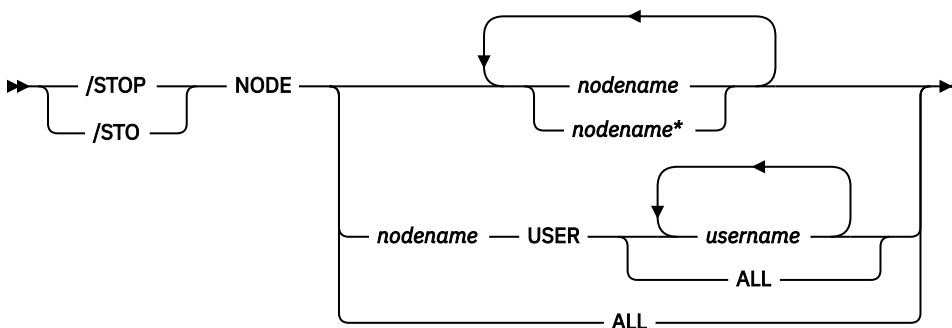 /STOP NODE nodename
/STO nodename*
nodename USER username
ALL
ALL